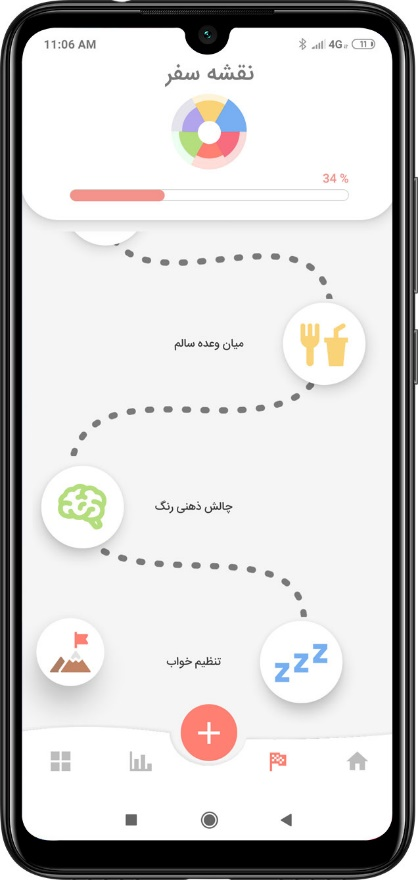 11:06 AM
4G
11
نقشه سفر
34 %
میان وعده سالم
چالش ذهنی رنگ
تنظیم خواب
z z z